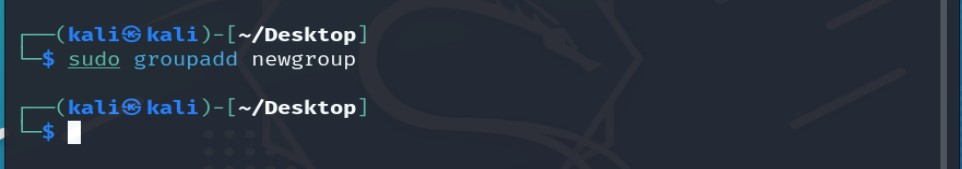 ┌──(kali㉿kali)-[~/Desktop]
└─$ sudo groupadd newgroup
┌──(kali㉿kali)-[~/Desktop]
└─$